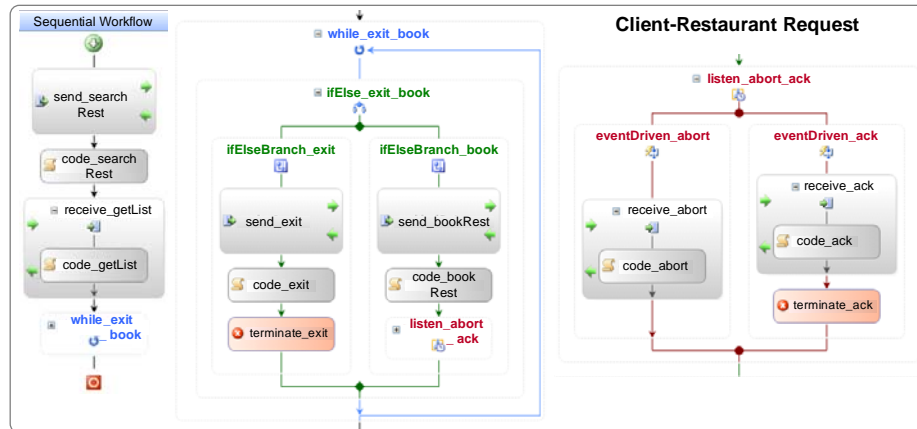 Sequential Workflow
send_search
Rest
code_search
Rest
receive_getList
code_getList
while_exit
_ book
while_exit_book
ifElse_exit_book
ifElseBranch_exit
ifElseBranch_book
send_exit
send_bookRest
code_exit
code_book
Rest
terminate_exit
listen_abort
_ ack
Client-Restaurant Request
listen_abort_ack
eventDriven_abort
eventDriven_ack
receive_ack
receive_abort
code_ack
code_abort
terminate_ack